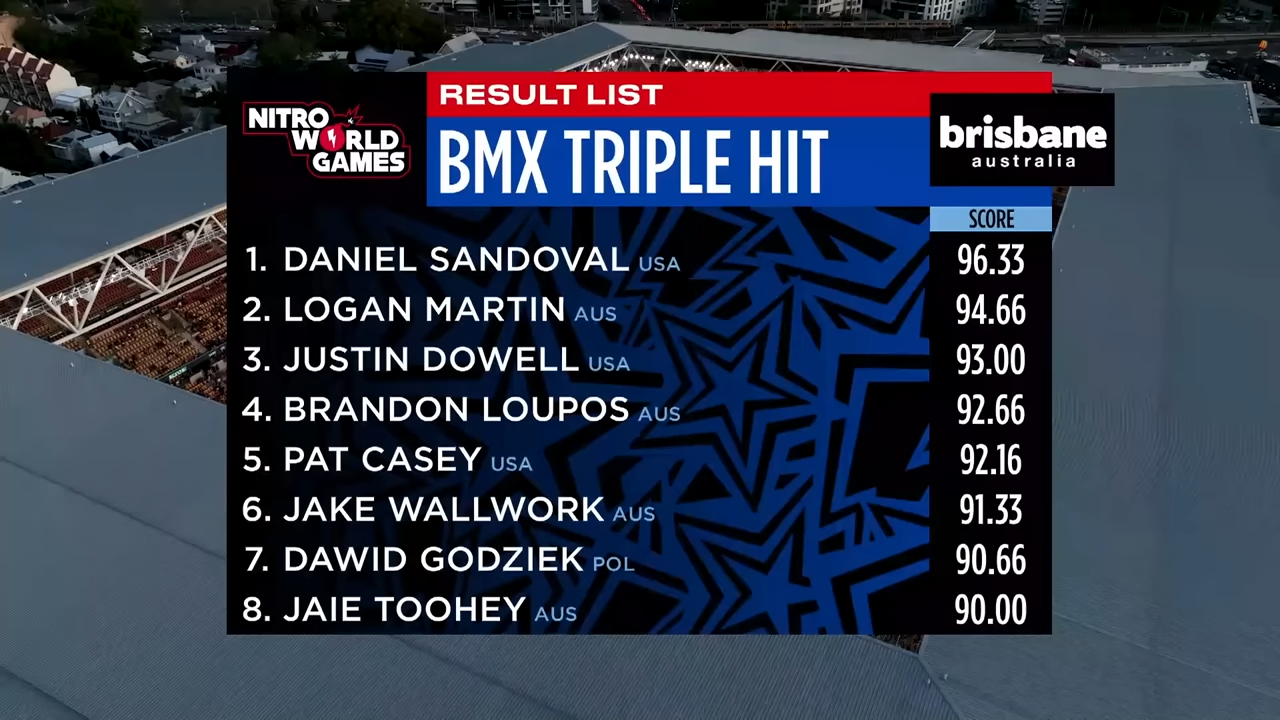 RESULT LIST
NITRO
WORLD
GAMES
BMX TRIPLE HIT
brisbane
australia
SCORE
1. DANIEL SANDOVAL USA 96.33
2. LOGAN MARTIN AUS 94.66
3. JUSTIN DOWELL USA 93.00
4. BRANDON LOUPOS AUS 92.66
5. PAT CASEY USA 92.16
6. JAKE WALLWORK AUS 91.33
7. DAWID GODZIEK POL 90.66
8. JAIE TOOHEY AUS 90.00